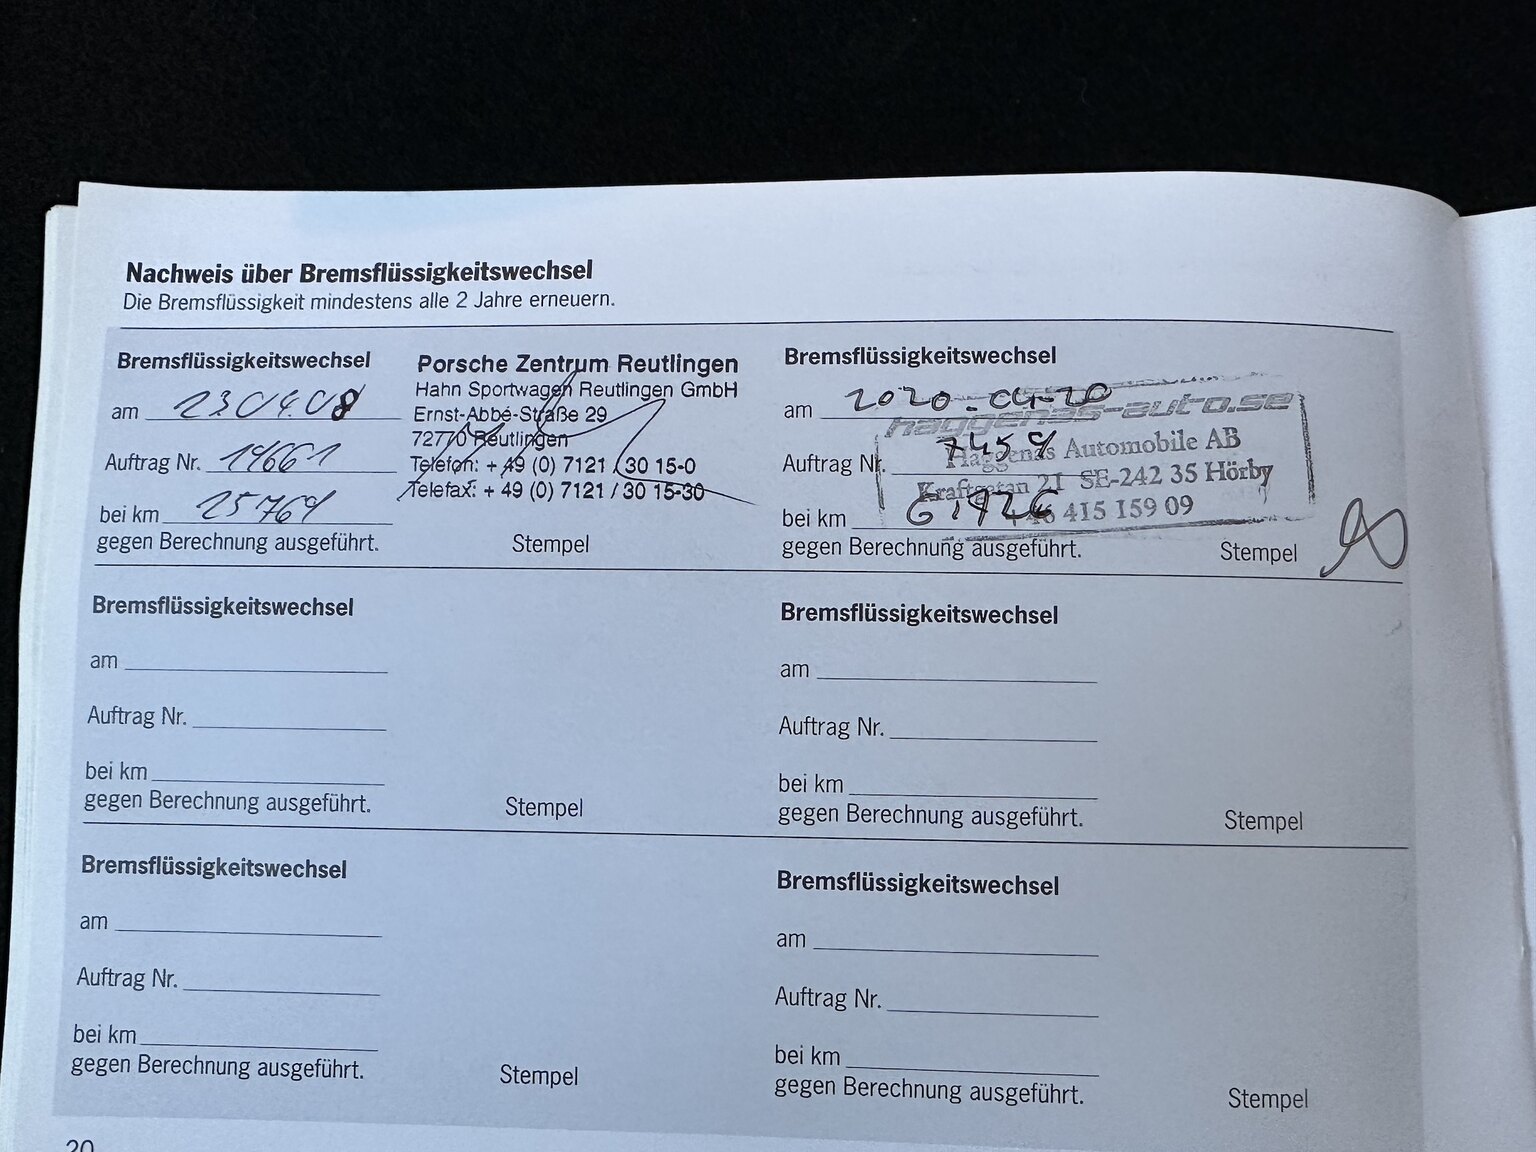 Nachweis über Bremsflüssigkeitswechsel
Die Bremsflüssigkeit mindestens alle 2 Jahre erneuern.
Bremsflüssigkeitswechsel
am 23.04.08
Auftrag Nr. 19661
bei km 25769
gegen Berechnung ausgeführt.
Porsche Zentrum Reutlingen
Hahn Sportwagen Reutlingen GmbH
Ernst-Abbé-Straße 29
72770 Reutlingen
Telefon: + 49 (0) 7121 / 30 15-0
Telefax: + 49 (0) 7121 / 30 15-30
Stempel
Bremsflüssigkeitswechsel
am 2020-04-20
Auftrag Nr. 7459
bei km
gegen Berechnung ausgeführt.
haggenas-auto.se
Häggenäs Automobile AB
Kraftgatan 21 SE-242 35 Hörby
+46 415 159 09
Stempel
Bremsflüssigkeitswechsel
am
Auftrag Nr.
bei km
gegen Berechnung ausgeführt.
Stempel
Bremsflüssigkeitswechsel
am
Auftrag Nr.
bei km
gegen Berechnung ausgeführt.
Stempel
Bremsflüssigkeitswechsel
am
Auftrag Nr.
bei km
gegen Berechnung ausgeführt.
Stempel
Bremsflüssigkeitswechsel
am
Auftrag Nr.
bei km
gegen Berechnung ausgeführt.
Stempel
20